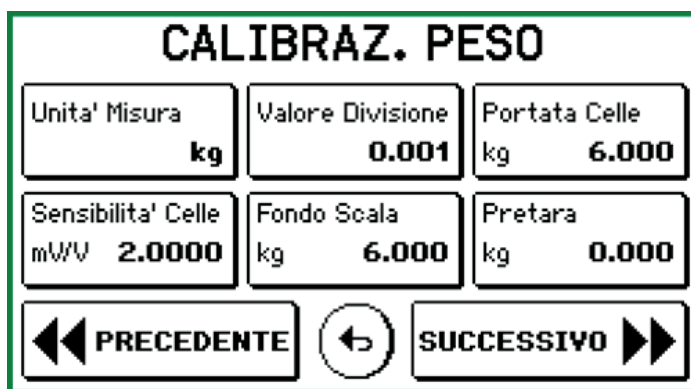 CALIBRAZ. PESO
Unita' Misura
kg
Valore Divisione
0.001
Portata Celle
kg 6.000
Sensibilita' Celle
mV/V 2.0000
Fondo Scala
kg 6.000
Pretara
kg 0.000
PRECEDENTE
SUCCESSIVO